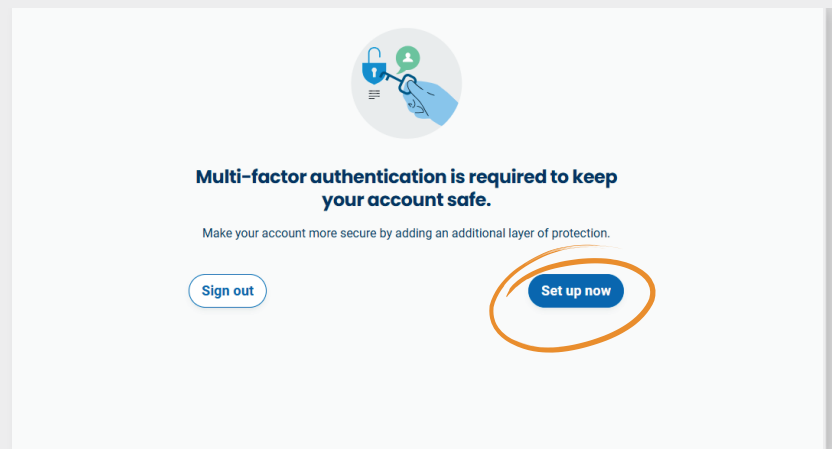 Multi-factor authentication is required to keep
your account safe.
Make your account more secure by adding an additional layer of protection.
Sign out
Set up now